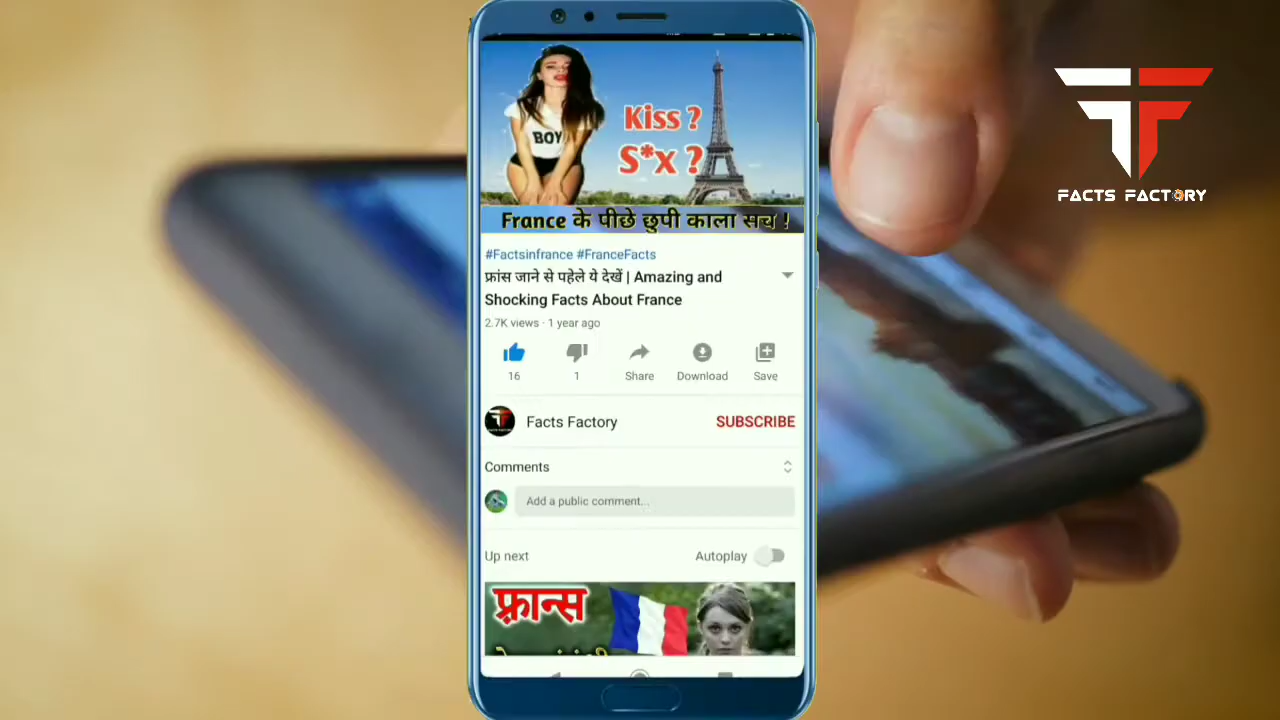 Kiss ?
BOY
S*x ?
France के पीछे छुपी काला सच !
#Factsinfrance #FranceFacts
फ्रांस जाने से पहेले ये देखें | Amazing and
Shocking Facts About France
2.7K views · 1 year ago
16
1
Share
Download
Save
Facts Factory
SUBSCRIBE
Comments
Add a public comment...
Up next
Autoplay
फ़्रान्स
FACTS FACTORY